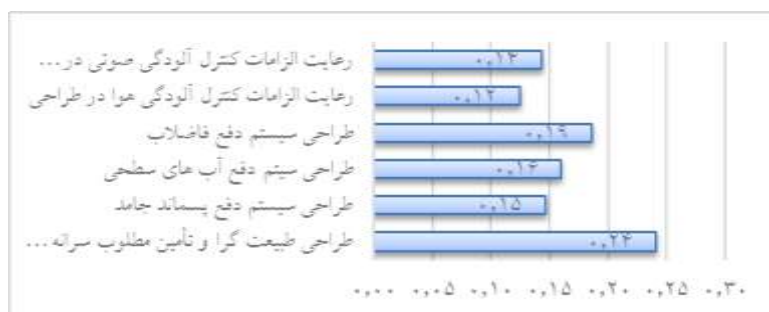 رعایت الزامات کنترل آلودگی صوتی در... ۰,۱۴
رعایت الزامات کنترل آلودگی هوا در طراحی ۰,۱۲
طراحی سیستم دفع فاضلاب ۰,۱۹
طراحی سیتم دفع آب های سطحی ۰,۱۶
طراحی سیستم دفع پسماند جامد ۰,۱۵
طراحی طبیعت گرا و تأمین مطلوب سرانه ... ۰,۲۴
۰,۰۰ ۰,۰۵ ۰,۱۰ ۰,۱۵ ۰,۲۰ ۰,۲۵ ۰,۳۰